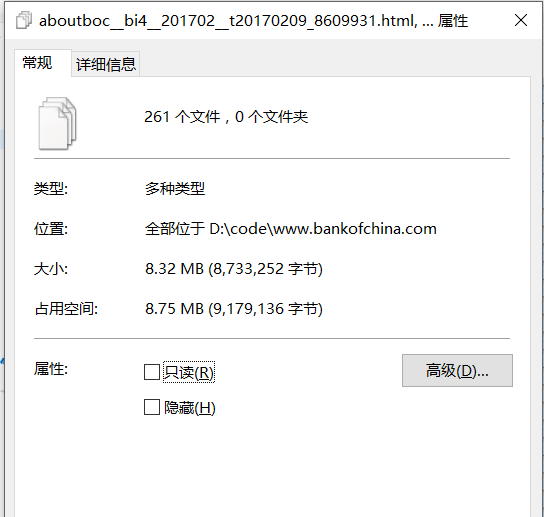 aboutboc__bi4__201702__t20170209_8609931.html, ... 属性
常规 详细信息
261 个文件，0 个文件夹
类型: 多种类型
位置: 全部位于 D:\code\www.bankofchina.com
大小: 8.32 MB (8,733,252 字节)
占用空间: 8.75 MB (9,179,136 字节)
属性: 只读(R) 高级(D)...
隐藏(H)